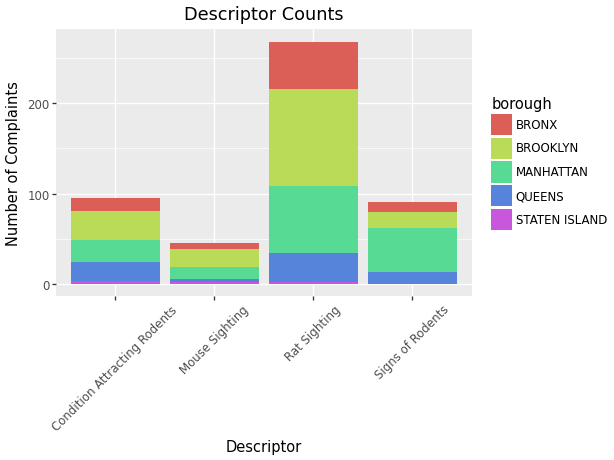 Descriptor Counts
Number of Complaints
200
100
0
Condition Attracting Rodents
Mouse Sighting
Rat Sighting
Signs of Rodents
Descriptor
borough
BRONX
BROOKLYN
MANHATTAN
QUEENS
STATEN ISLAND